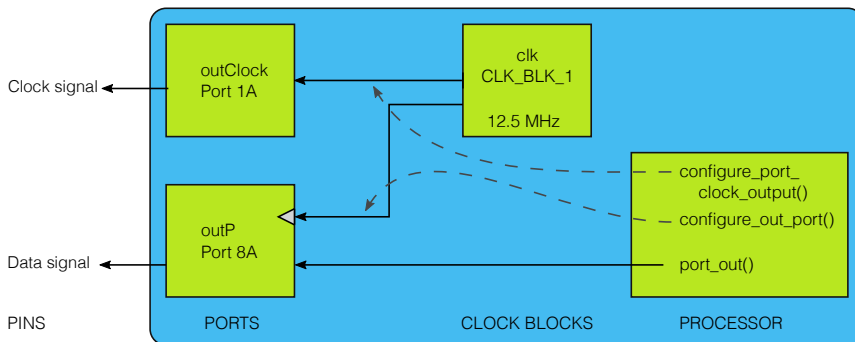 Clock signal
outClock
Port 1A
clk
CLK_BLK_1
12.5 MHz
configure_port_
clock_output()
configure_out_port()
port_out()
outP
Port 8A
Data signal
PINS
PORTS
CLOCK BLOCKS
PROCESSOR